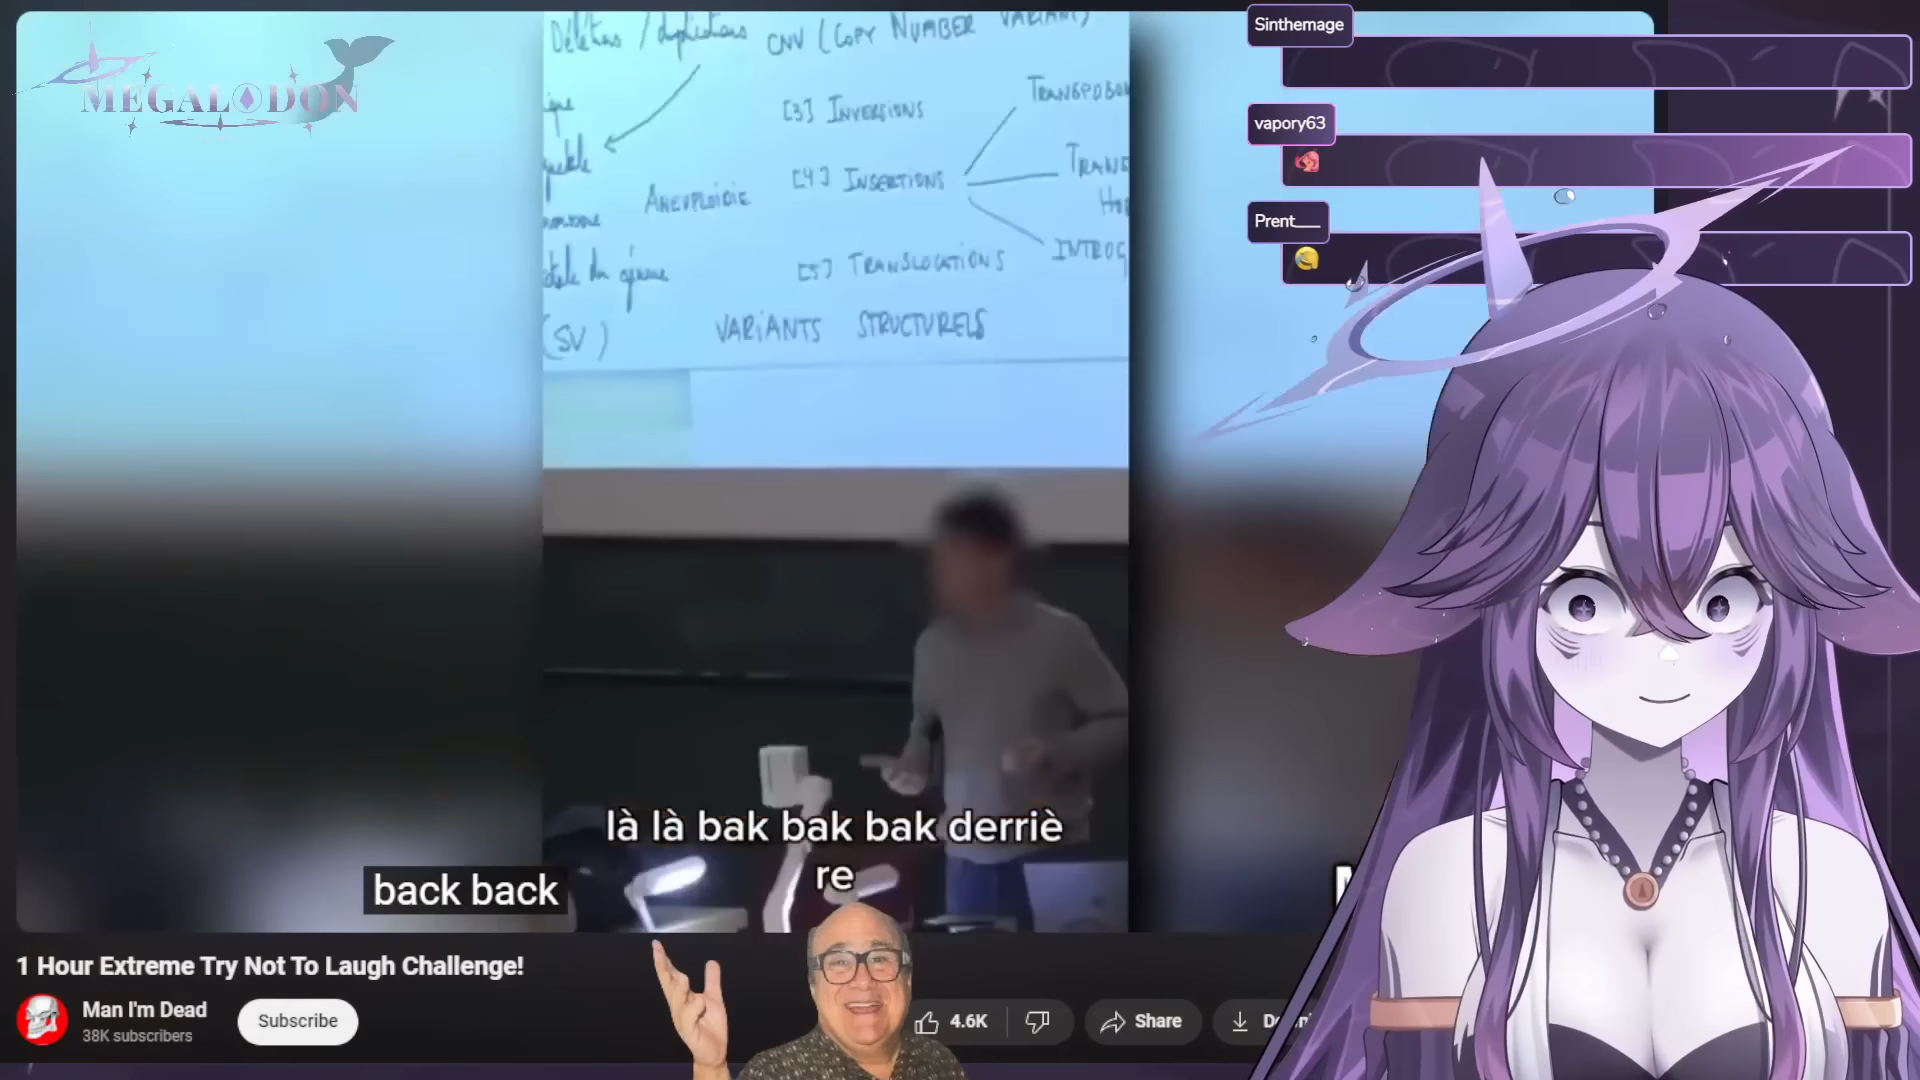 MEGALODON
Sinthemage
vapory63
Prent___
Délétions / duplications CNV (COPY NUMBER VARIANTS)
[3] INVERSIONS
[4] INSERTIONS
ANEUPLOIDIE
[5] TRANSLOCATIONS
(SV) VARIANTS STRUCTURELS
là là bak bak bak derriè
re
back back
1 Hour Extreme Try Not To Laugh Challenge!
Man I'm Dead
38K subscribers
Subscribe
4.6K
Share